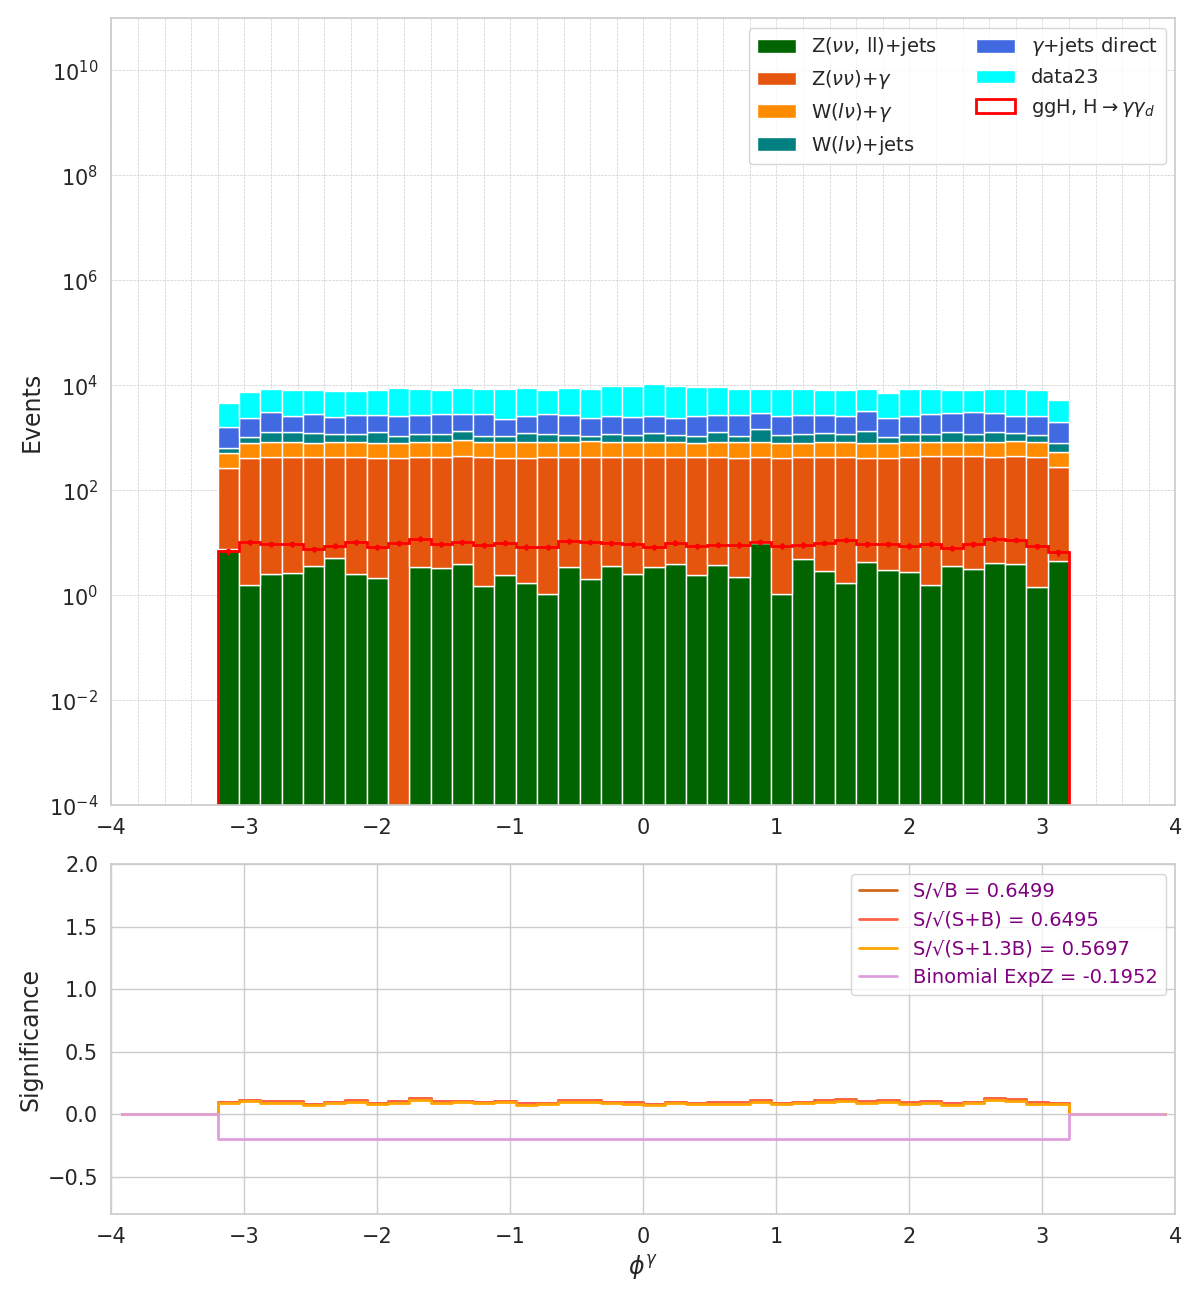 Z(νν, ll)+jets
Z(νν)+γ
W(lν)+γ
W(lν)+jets
γ+jets direct
data23
ggH, H→γγ_d
Events
10^10
10^8
10^6
10^4
10^2
10^0
10^−2
10^−4
−4 −3 −2 −1 0 1 2 3 4
S/√B = 0.6499
S/√(S+B) = 0.6495
S/√(S+1.3B) = 0.5697
Binomial ExpZ = -0.1952
Significance
2.0
1.5
1.0
0.5
0.0
−0.5
−4 −3 −2 −1 0 1 2 3 4
ϕ^γ